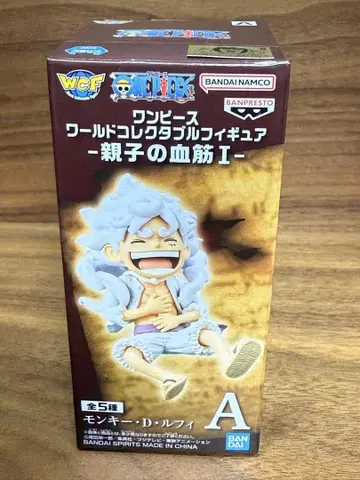 WCF
ONE PIECE
BANDAI NAMCO
BANPRESTO
ワンピース
ワールドコレクタブルフィギュア
-親子の血筋I-
全5種
モンキー・D・ルフィ
A
BANDAI SPIRITS MADE IN CHINA
BANDAI